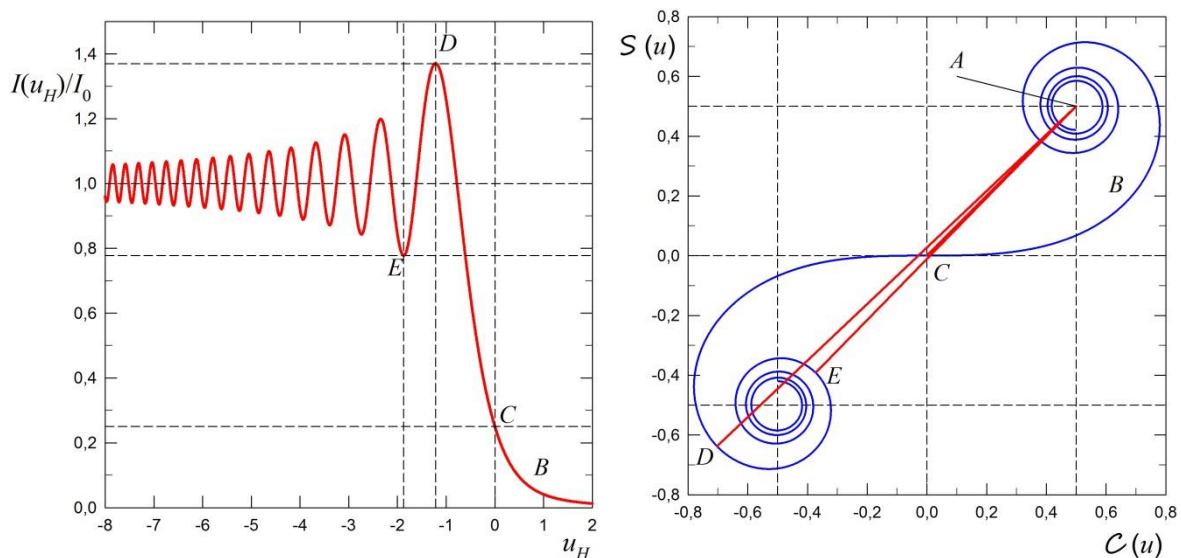 I(u_H)/I_0
1,4
1,2
1,0
0,8
0,6
0,4
0,2
0,0
-8 -7 -6 -5 -4 -3 -2 -1 0 1 2
u_H
D
E
C
B
S (u)
0,8
0,6
0,4
0,2
0,0
-0,2
-0,4
-0,6
-0,8
-0,8 -0,6 -0,4 -0,2 0,0 0,2 0,4 0,6 0,8
C (u)
A
B
C
E
D